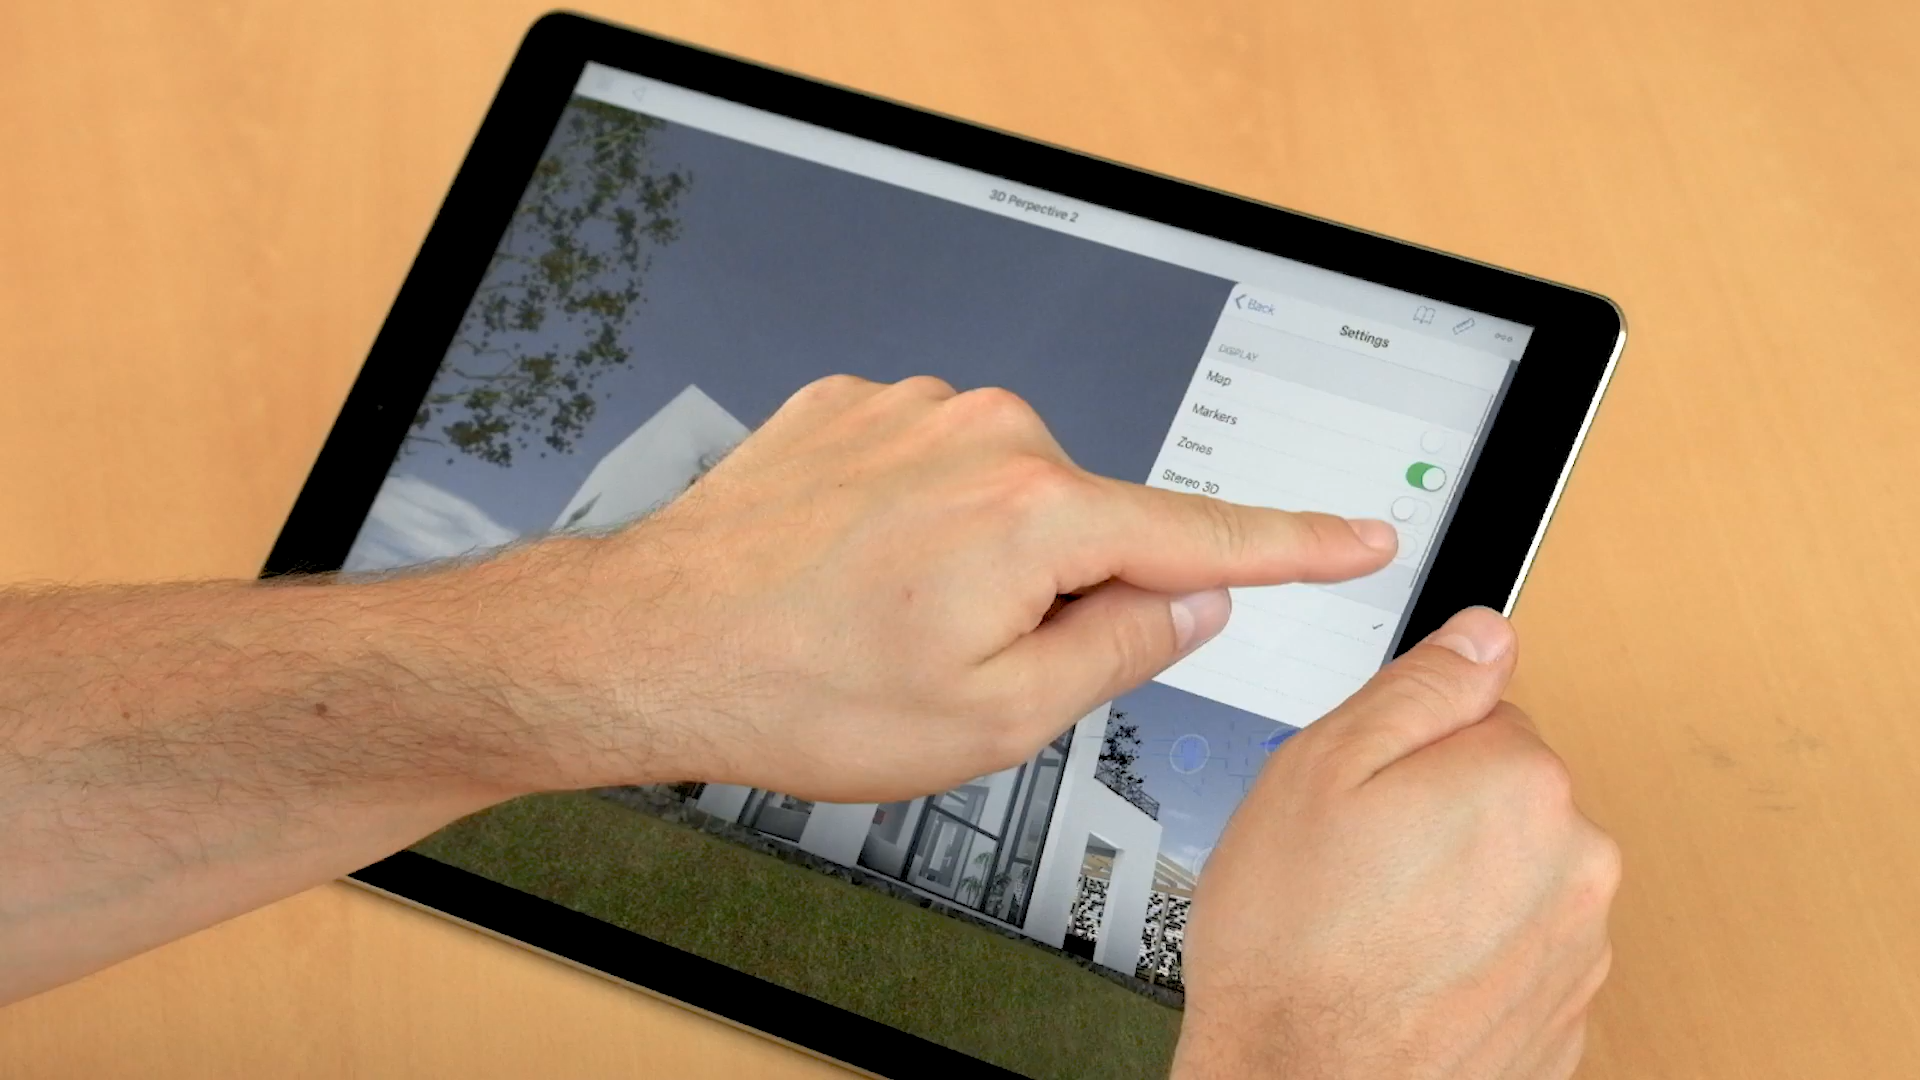 3D Perpective 2
Back
Settings
DISPLAY
Map
Markers
Zones
Stereo 3D